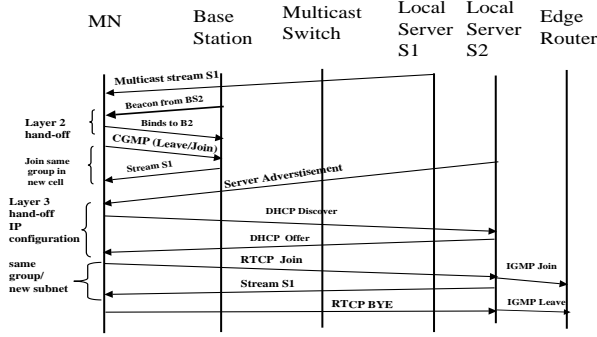 MN
Base
Station
Multicast
Switch
Local
Server
S1
Local
Server
S2
Edge
Router
Multicast stream S1
Beacon from BS2
Layer 2
hand-off
Binds to B2
CGMP (Leave/Join)
Join same
group in
new cell
Stream S1
Server Adverstisement
Layer 3
hand-off
IP
configuration
DHCP Discover
DHCP Offer
same
group/
new subnet
RTCP Join
IGMP Join
Stream S1
RTCP BYE
IGMP Leave